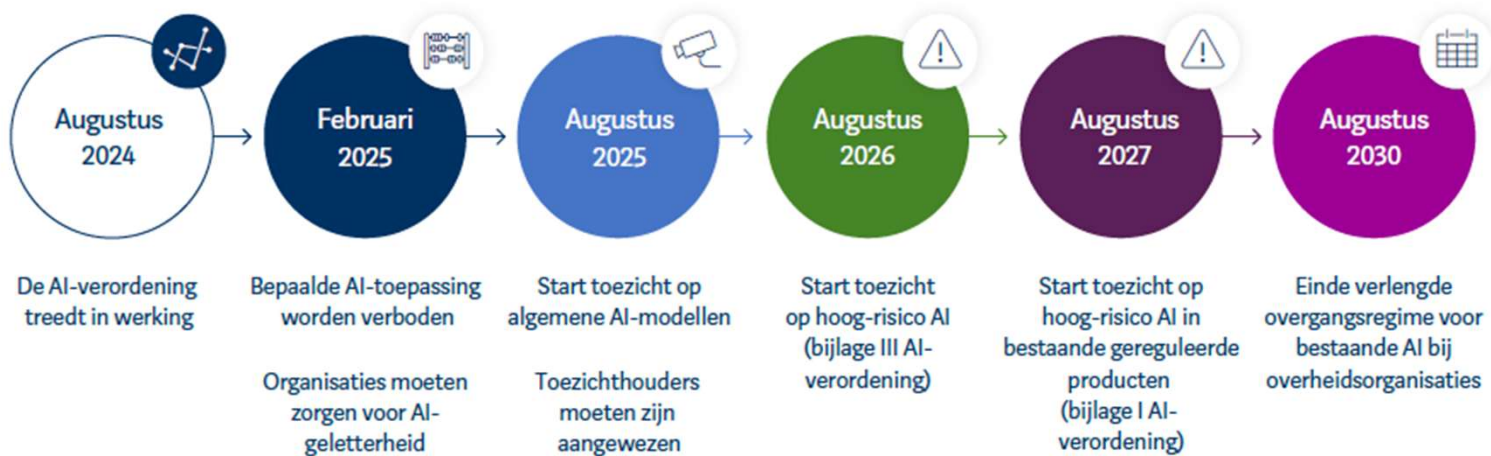 Augustus
2024
Februari
2025
Augustus
2025
Augustus
2026
Augustus
2027
Augustus
2030
De AI-verordening
treedt in werking
Bepaalde AI-toepassing
worden verboden
Organisaties moeten
zorgen voor AI-
geletterheid
Start toezicht op
algemene AI-modellen
Toezichthouders
moeten zijn
aangewezen
Start toezicht
op hoog-risico AI
(bijlage III AI-
verordening)
Start toezicht op
hoog-risico AI in
bestaande gereguleerde
producten
(bijlage I AI-
verordening)
Einde verlengde
overgangsregime voor
bestaande AI bij
overheidsorganisaties